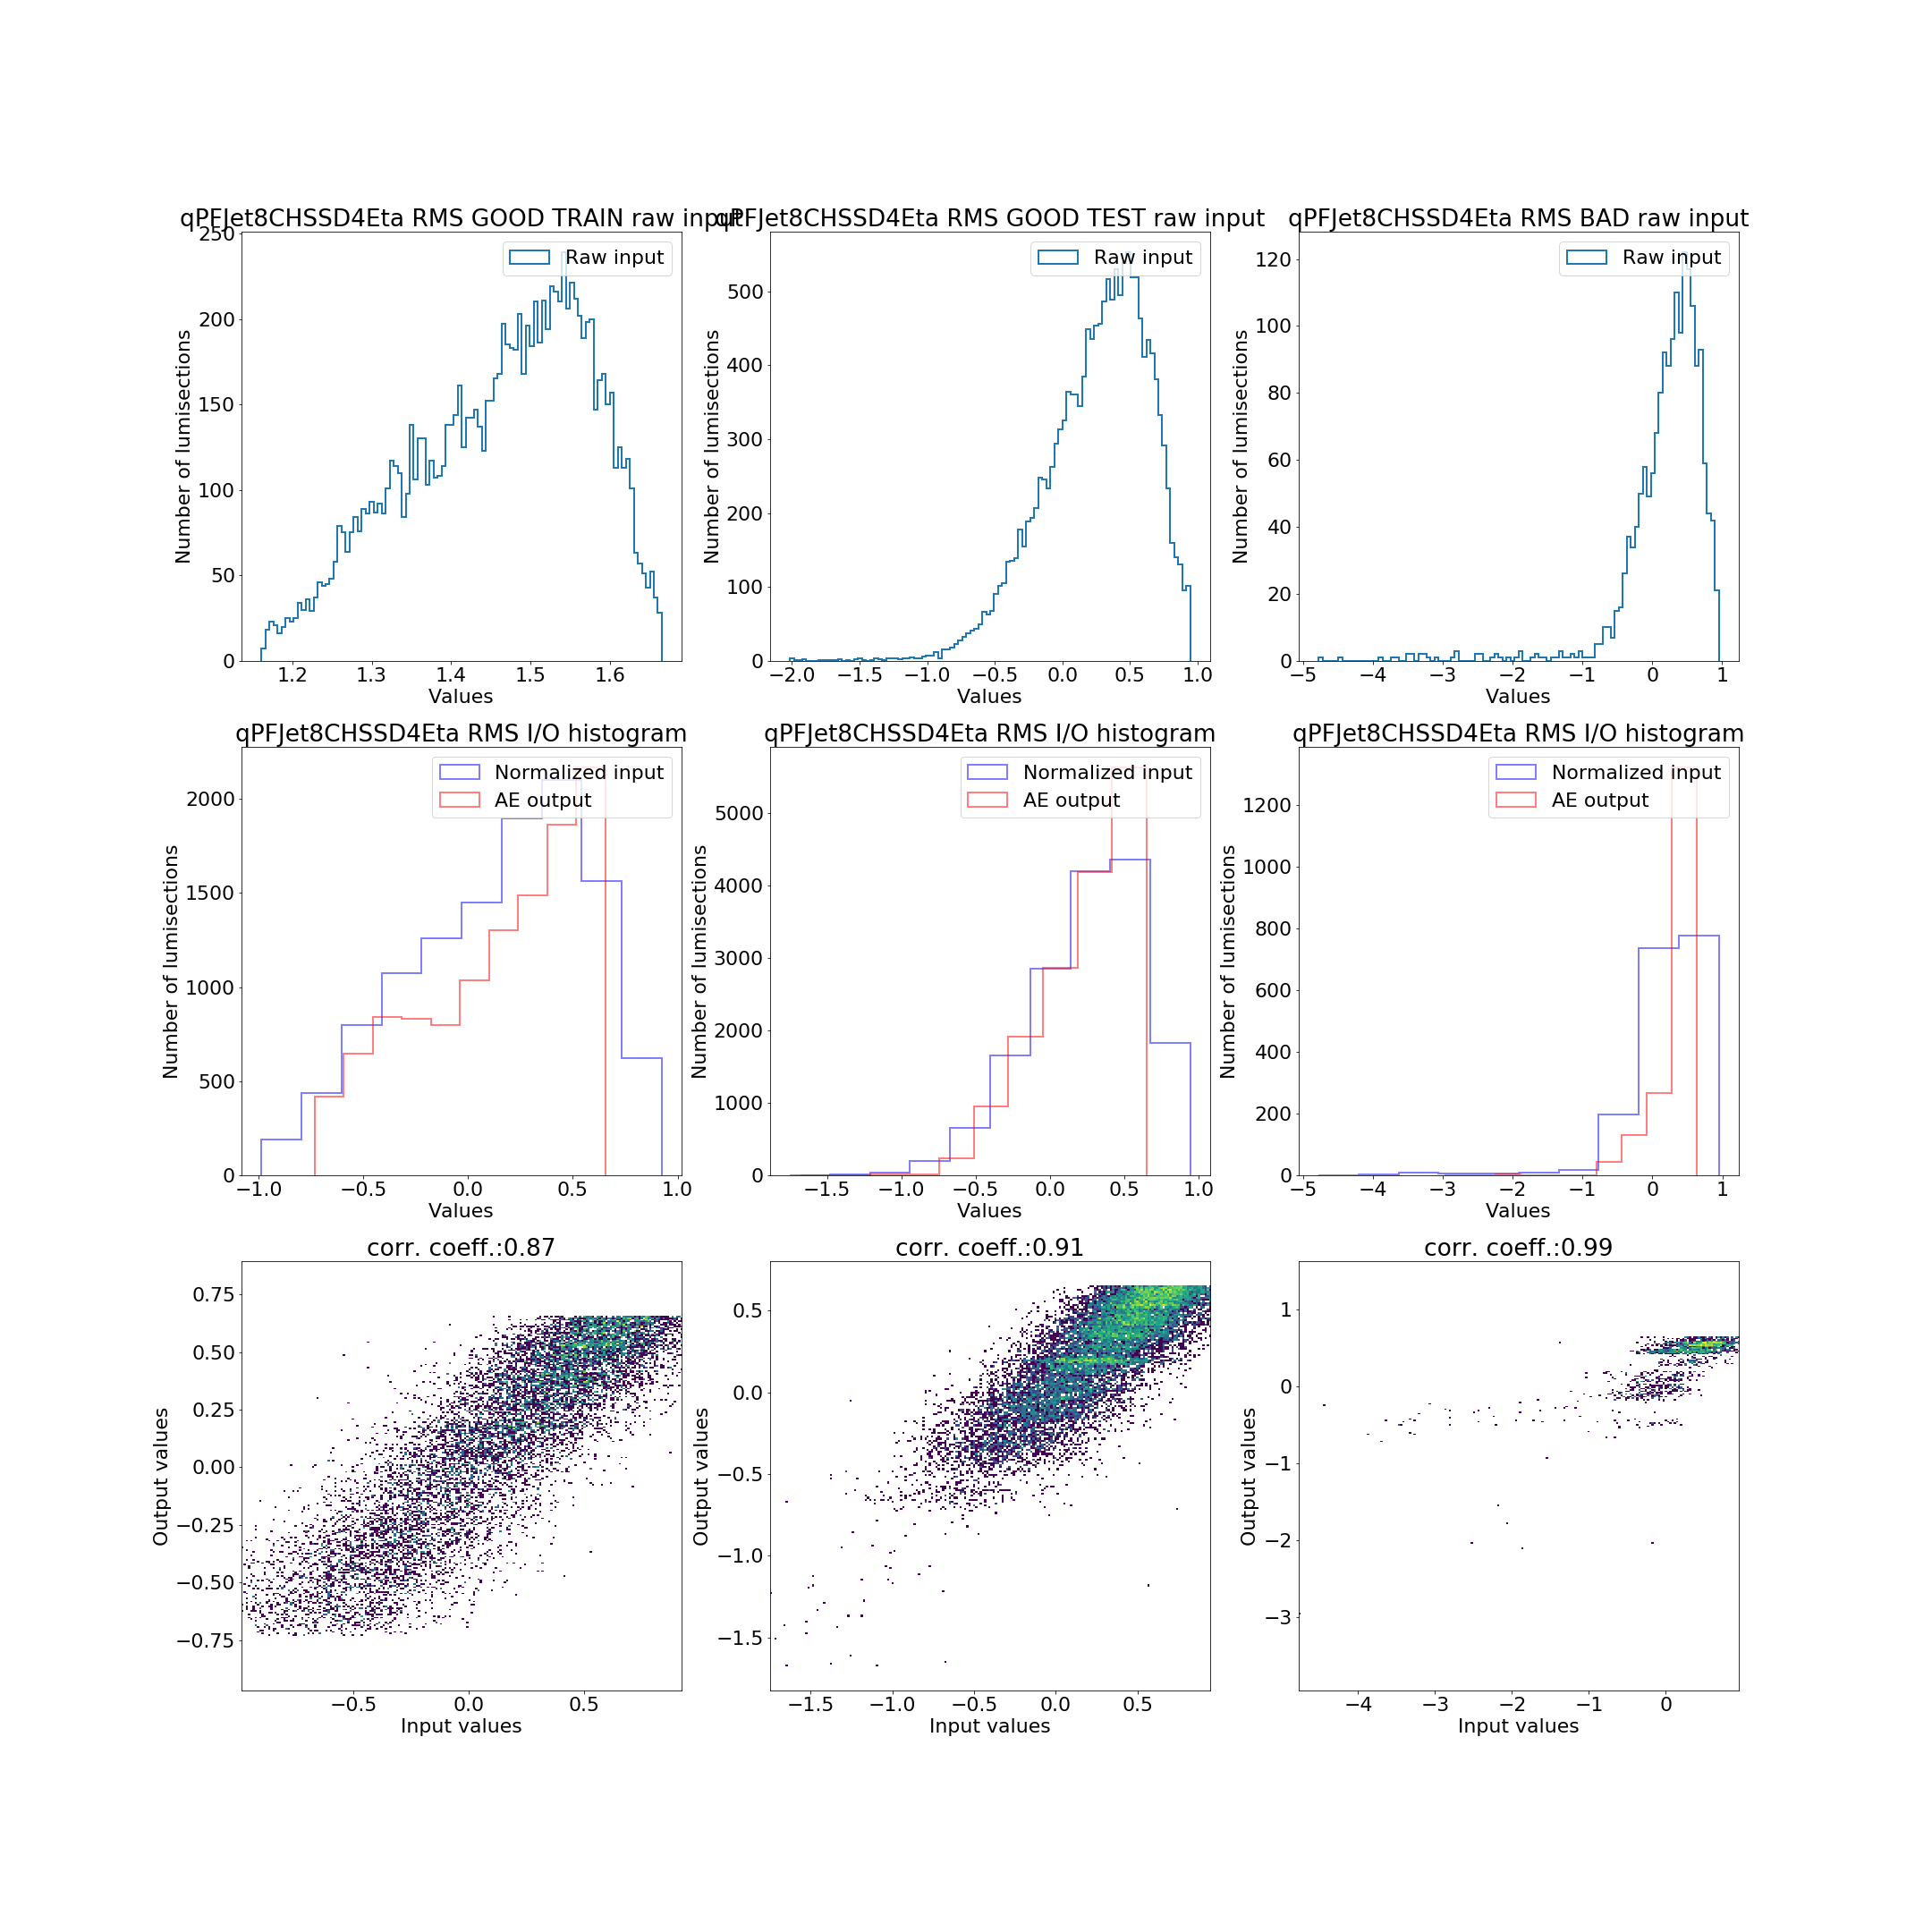 qPFJet8CHSSD4Eta RMS GOOD TRAIN raw input
Raw input
250
200
150
100
50
0
Number of lumisections
1.2 1.3 1.4 1.5 1.6
Values
qPFJet8CHSSD4Eta RMS GOOD TEST raw input
Raw input
500
400
300
200
100
0
Number of lumisections
−2.0 −1.5 −1.0 −0.5 0.0 0.5 1.0
Values
qPFJet8CHSSD4Eta RMS BAD raw input
Raw input
120
100
80
60
40
20
0
Number of lumisections
−5 −4 −3 −2 −1 0 1
Values
qPFJet8CHSSD4Eta RMS I/O histogram
Normalized input
AE output
2000
1500
1000
500
0
Number of lumisections
−1.0 −0.5 0.0 0.5 1.0
Values
qPFJet8CHSSD4Eta RMS I/O histogram
Normalized input
AE output
5000
4000
3000
2000
1000
0
Number of lumisections
−1.5 −1.0 −0.5 0.0 0.5 1.0
Values
qPFJet8CHSSD4Eta RMS I/O histogram
Normalized input
AE output
1200
1000
800
600
400
200
0
Number of lumisections
−5 −4 −3 −2 −1 0 1
Values
corr. coeff.:0.87
0.75
0.50
0.25
0.00
−0.25
−0.50
−0.75
Output values
−0.5 0.0 0.5
Input values
corr. coeff.:0.91
0.5
0.0
−0.5
−1.0
−1.5
Output values
−1.5 −1.0 −0.5 0.0 0.5
Input values
corr. coeff.:0.99
1
0
−1
−2
−3
Output values
−4 −3 −2 −1 0
Input values